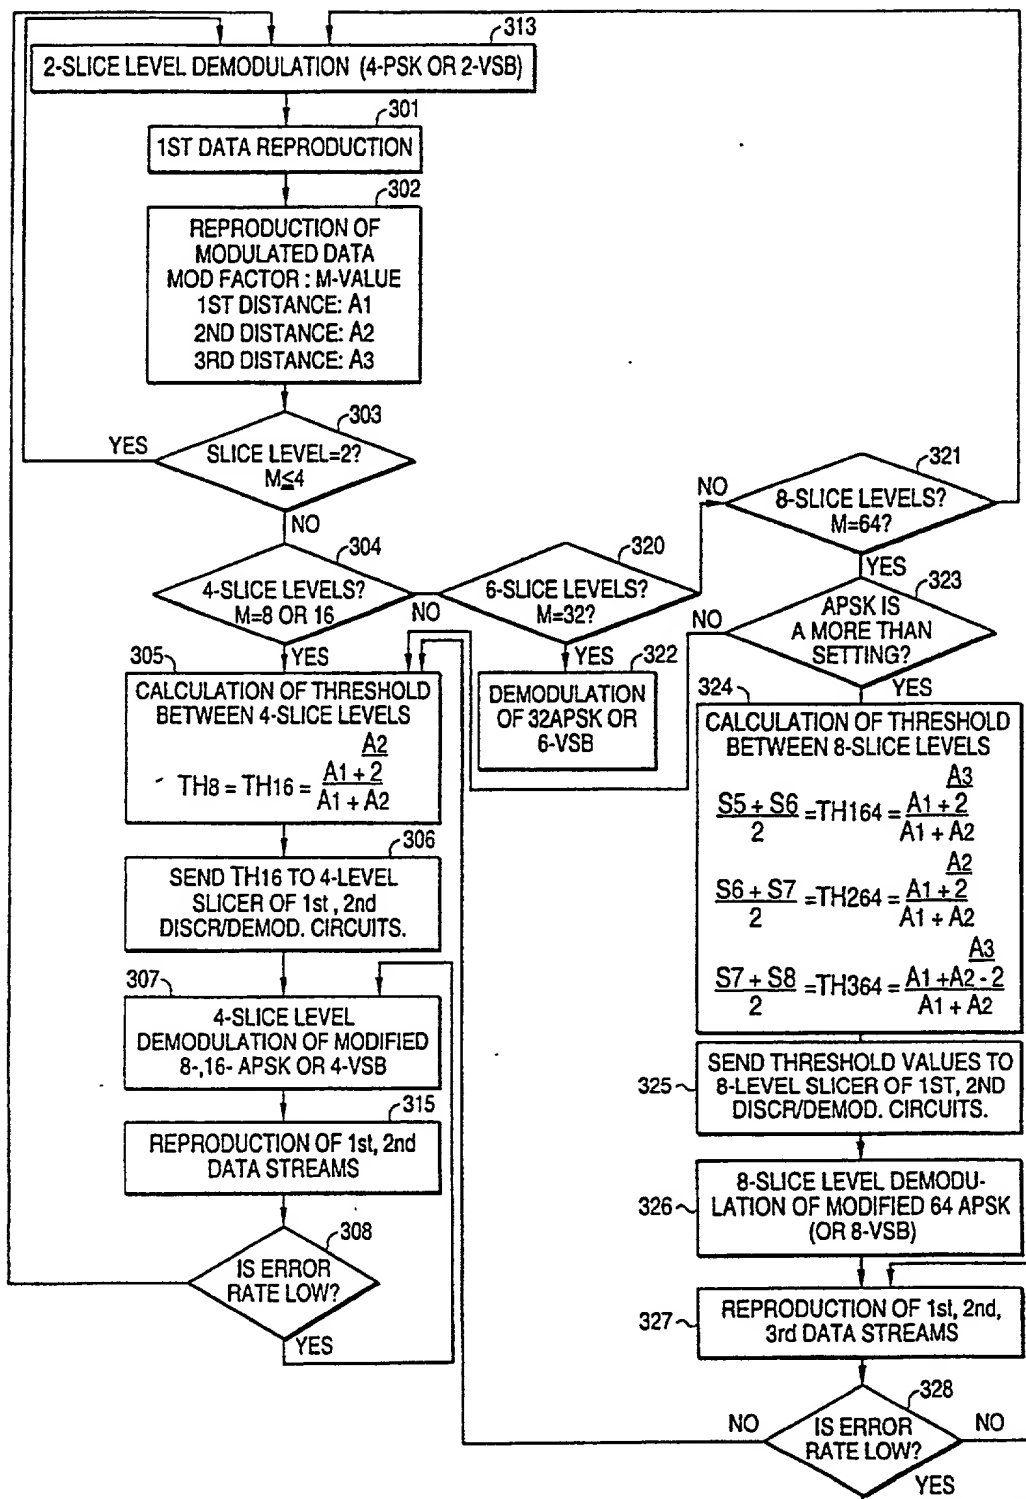 313
2-SLICE LEVEL DEMODULATION (4-PSK OR 2-VSB)
301
1ST DATA REPRODUCTION
302
REPRODUCTION OF
MODULATED DATA
MOD FACTOR : M-VALUE
1ST DISTANCE: A1
2ND DISTANCE: A2
3RD DISTANCE: A3
303
YES
SLICE LEVEL=2?
M≤4
NO
304
4-SLICE LEVELS?
M=8 OR 16
NO
YES
320
6-SLICE LEVELS?
M=32?
YES
322
DEMODULATION
OF 32APSK OR
6-VSB
NO
321
8-SLICE LEVELS?
M=64?
YES
323
NO
APSK IS
A MORE THAN
SETTING?
YES
305
CALCULATION OF THRESHOLD
BETWEEN 4-SLICE LEVELS
A2
TH8 = TH16 = A1 + 2
A1 + A2
306
SEND TH16 TO 4-LEVEL
SLICER OF 1st , 2nd
DISCR/DEMOD. CIRCUITS.
307
4-SLICE LEVEL
DEMODULATION OF MODIFIED
8-,16- APSK OR 4-VSB
315
REPRODUCTION OF 1st, 2nd
DATA STREAMS
308
IS ERROR
RATE LOW?
YES
324
CALCULATION OF THRESHOLD
BETWEEN 8-SLICE LEVELS
A3
S5 + S6 =TH164= A1 + 2
2 A1 + A2
A2
S6 + S7 =TH264= A1 + 2
2 A1 + A2
A3
S7 + S8 =TH364= A1 +A2 - 2
2 A1 + A2
325
SEND THRESHOLD VALUES TO
8-LEVEL SLICER OF 1ST, 2ND
DISCR/DEMOD. CIRCUITS.
326
8-SLICE LEVEL DEMODU-
LATION OF MODIFIED 64 APSK
(OR 8-VSB)
327
REPRODUCTION OF 1st, 2nd,
3rd DATA STREAMS
328
NO
IS ERROR
RATE LOW?
NO
YES